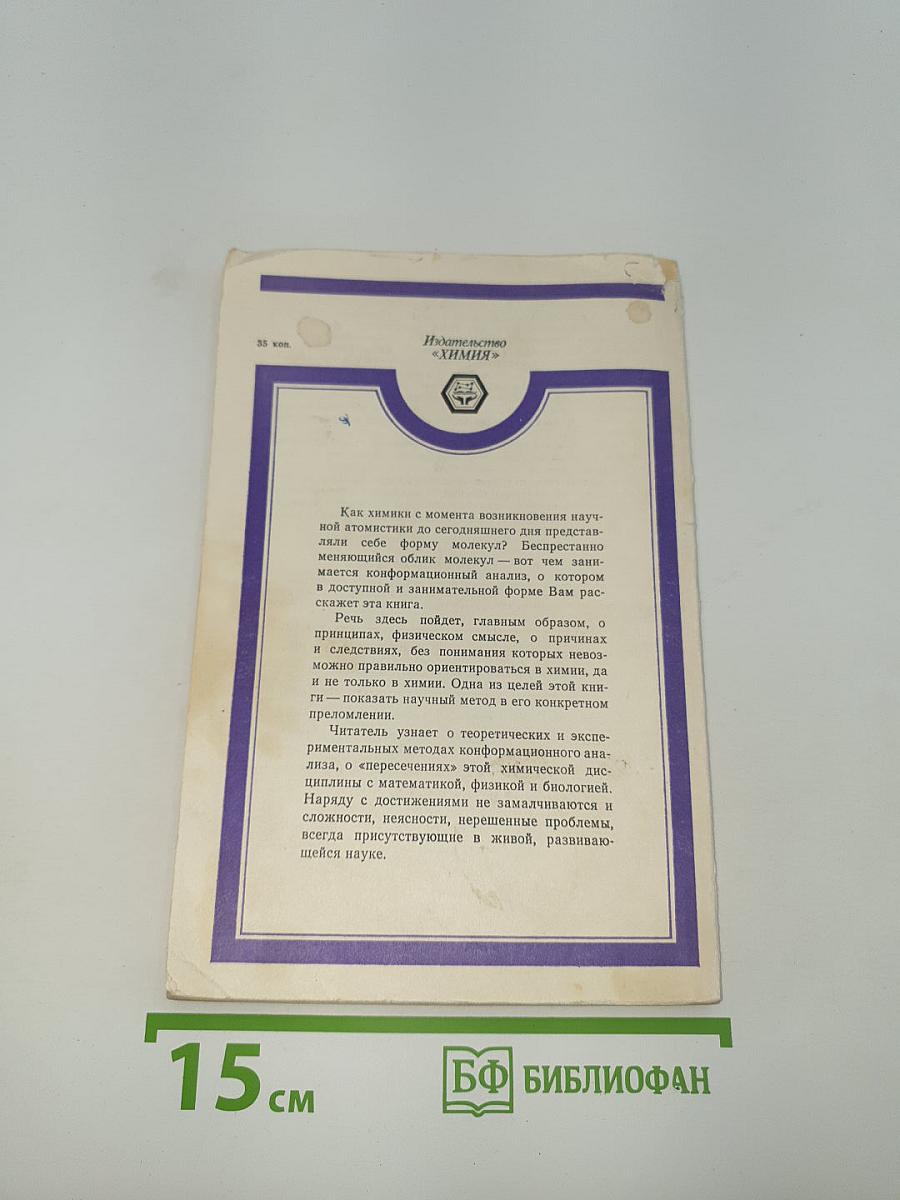 35 коп.
Издательство
«ХИМИЯ»
Как химики с момента возникновения науч-
ной атомистики до сегодняшнего дня представ-
ляли себе форму молекул? Беспрестанно
меняющийся облик молекул — вот чем зани-
мается конформационный анализ, о котором
в доступной и занимательной форме Вам рас-
скажет эта книга.
Речь здесь пойдет, главным образом, о
принципах, физическом смысле, о причинах
и следствиях, без понимания которых невоз-
можно правильно ориентироваться в химии, да
и не только в химии. Одна из целей этой кни-
ги — показать научный метод в его конкретном
преломлении.
Читатель узнает о теоретических и экспе-
риментальных методах конформационного ана-
лиза, о «пересечениях» этой химической дис-
циплины с математикой, физикой и биологией.
Наряду с достижениями не замалчиваются и
сложности, неясности, нерешенные проблемы,
всегда присутствующие в живой, развиваю-
щейся науке.
15 см
БФ БИБЛИОФАН